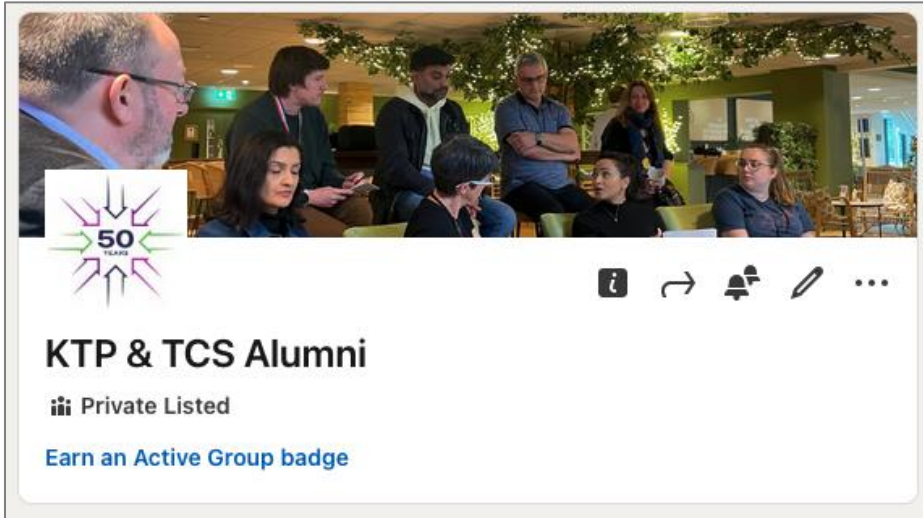 50
YEARS
KTP & TCS Alumni
Private Listed
Earn an Active Group badge